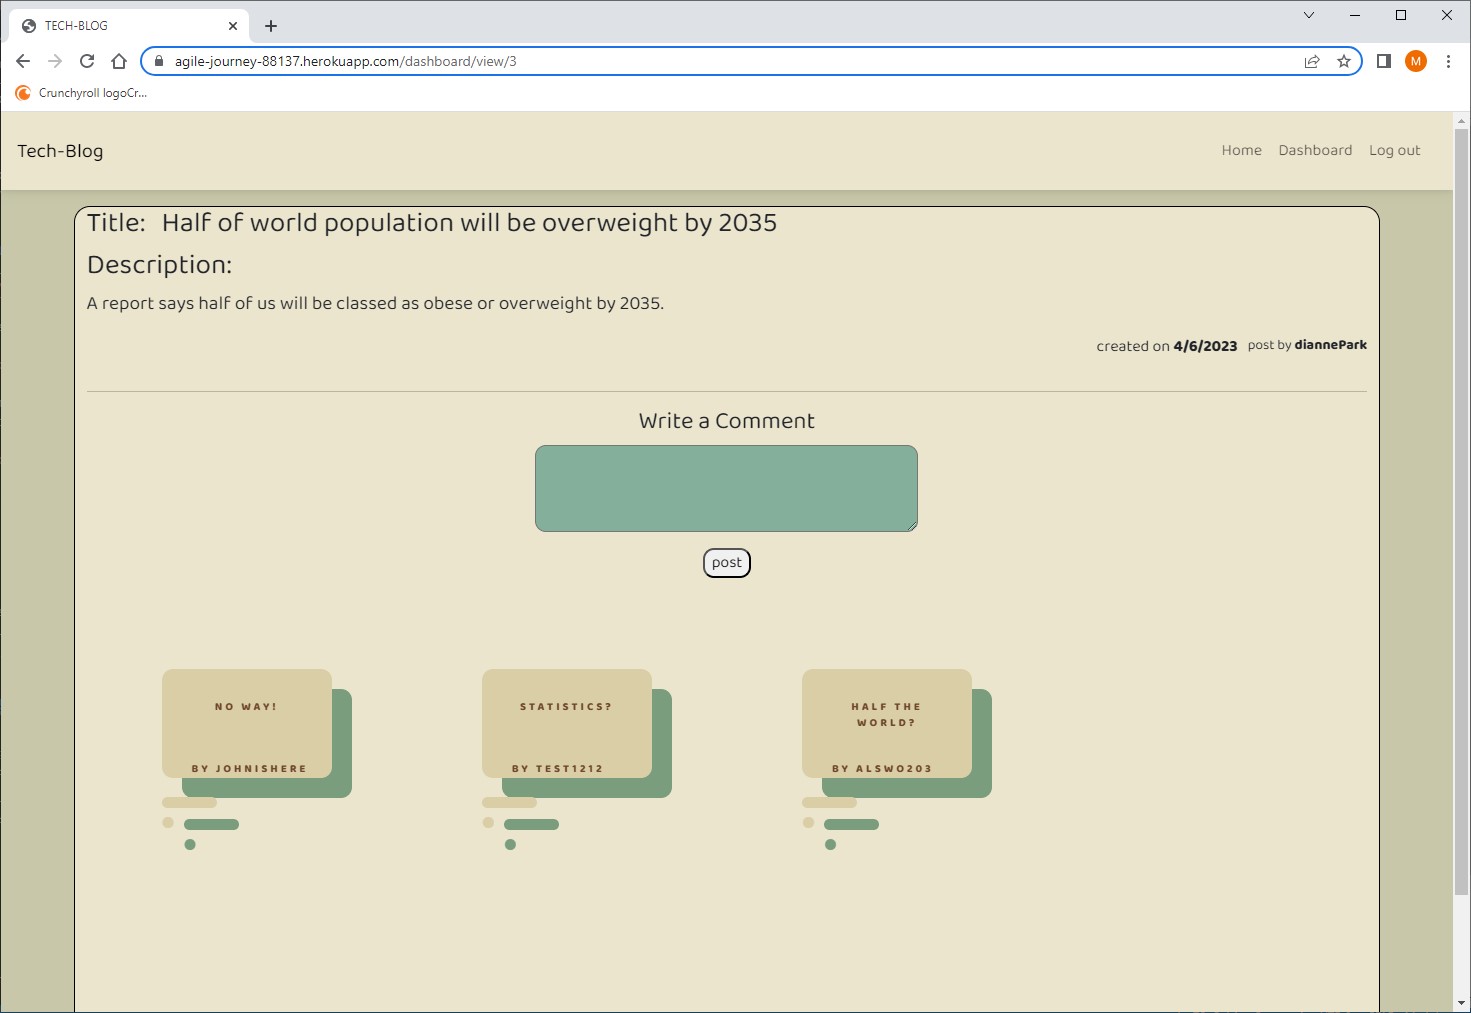 TECH-BLOG
agile-journey-88137.herokuapp.com/dashboard/view/3
M
Crunchyroll logoCr...
Tech-Blog
Home Dashboard Log out
Title: Half of world population will be overweight by 2035
Description:
A report says half of us will be classed as obese or overweight by 2035.
created on 4/6/2023 post by diannePark
Write a Comment
post
NO WAY!
BY JOHNISHERE
STATISTICS?
BY TEST1212
HALF THE
WORLD?
BY ALSWO203